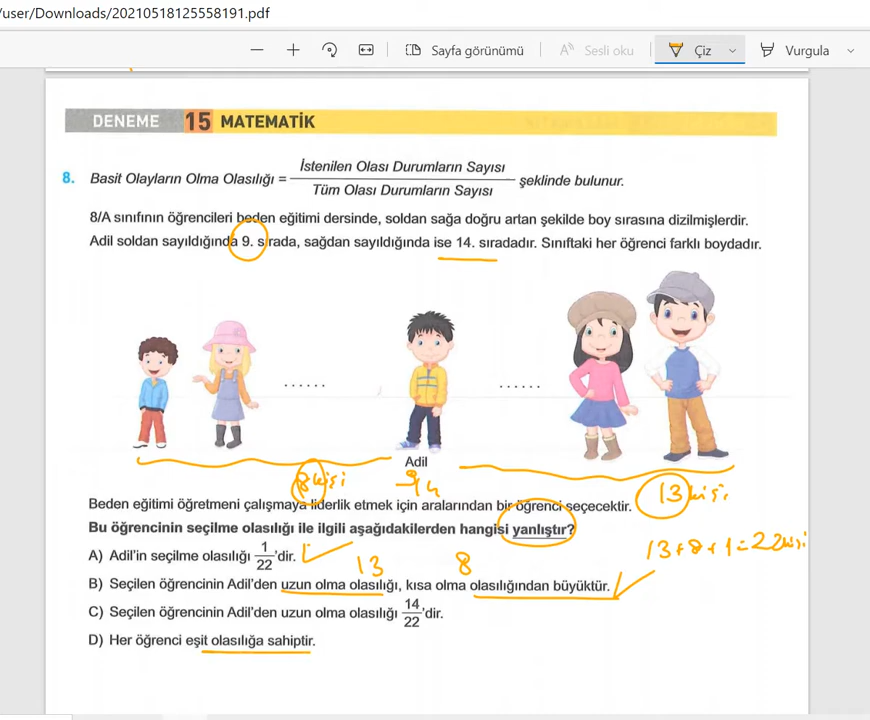 /user/Downloads/20210518125558191.pdf
Sayfa görünümü
Sesli oku
Çiz
Vurgula
DENEME 15 MATEMATİK
8. Basit Olayların Olma Olasılığı = İstenilen Olası Durumların Sayısı / Tüm Olası Durumların Sayısı şeklinde bulunur.
8/A sınıfının öğrencileri beden eğitimi dersinde, soldan sağa doğru artan şekilde boy sırasına dizilmişlerdir.
Adil soldan sayıldığında 9. sırada, sağdan sayıldığında ise 14. sıradadır. Sınıftaki her öğrenci farklı boydadır.
......
......
Adil
8 kişi
9
14
13 kişi
Beden eğitimi öğretmeni çalışmaya liderlik etmek için aralarından bir öğrenci seçecektir.
Bu öğrencinin seçilme olasılığı ile ilgili aşağıdakilerden hangisi yanlıştır?
13+8+1=22 kişi
A) Adil'in seçilme olasılığı 1/22'dir.
13
8
B) Seçilen öğrencinin Adil'den uzun olma olasılığı, kısa olma olasılığından büyüktür.
C) Seçilen öğrencinin Adil'den uzun olma olasılığı 14/22'dir.
D) Her öğrenci eşit olasılığa sahiptir.